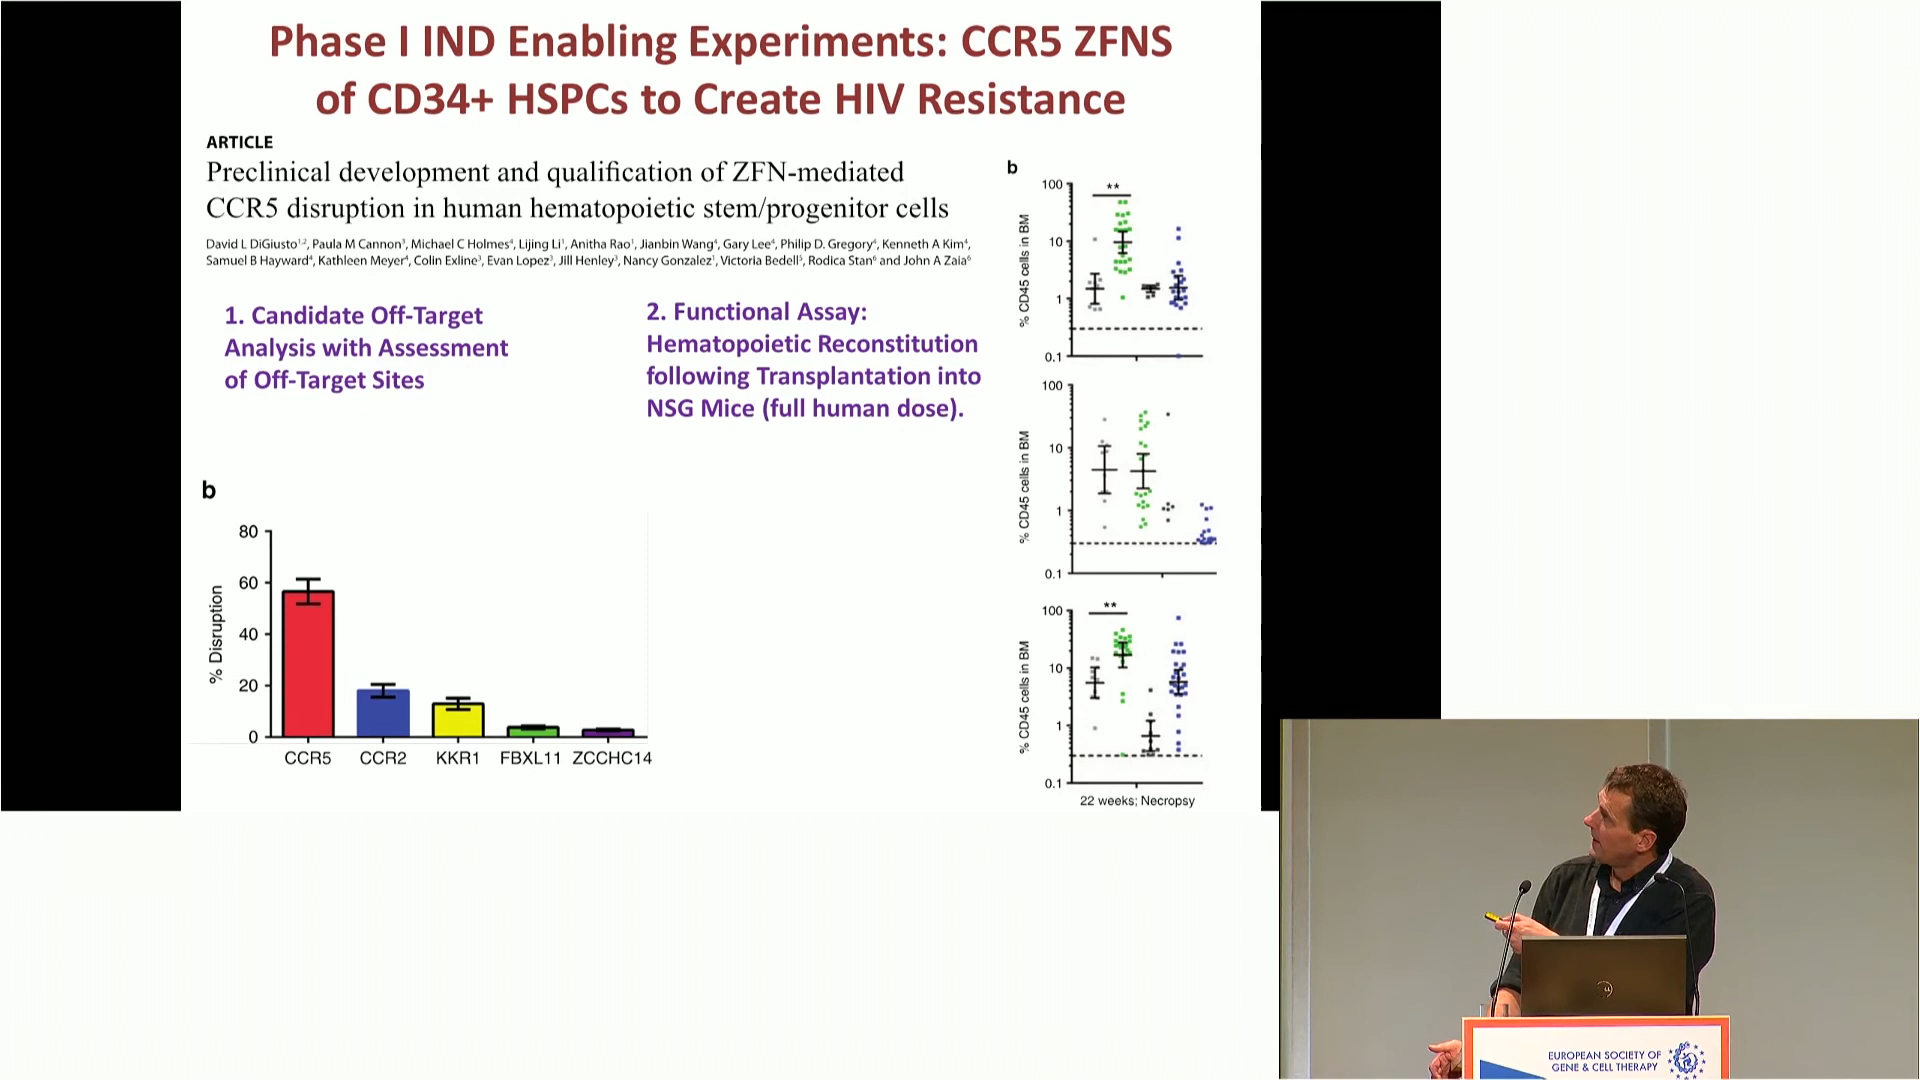 Phase I IND Enabling Experiments: CCR5 ZFNS
of CD34+ HSPCs to Create HIV Resistance
ARTICLE
Preclinical development and qualification of ZFN-mediated
CCR5 disruption in human hematopoietic stem/progenitor cells
David L DiGiusto1,2, Paula M Cannon3, Michael C Holmes4, Lijing Li1, Anitha Rao1, Jianbin Wang4, Gary Lee4, Philip D. Gregory4, Kenneth A Kim4,
Samuel B Hayward4, Kathleen Meyer4, Colin Exline3, Evan Lopez3, Jill Henley3, Nancy Gonzalez1, Victoria Bedell5, Rodica Stan6 and John A Zaia6
1. Candidate Off-Target
Analysis with Assessment
of Off-Target Sites
2. Functional Assay:
Hematopoietic Reconstitution
following Transplantation into
NSG Mice (full human dose).
b
80
60
40
20
0
% Disruption
CCR5 CCR2 KKR1 FBXL11 ZCCHC14
b
**
100
10
1
0.1
% CD45 cells in BM
100
10
1
0.1
% CD45 cells in BM
**
100
10
1
0.1
% CD45 cells in BM
22 weeks; Necropsy
EUROPEAN SOCIETY OF
GENE & CELL THERAPY